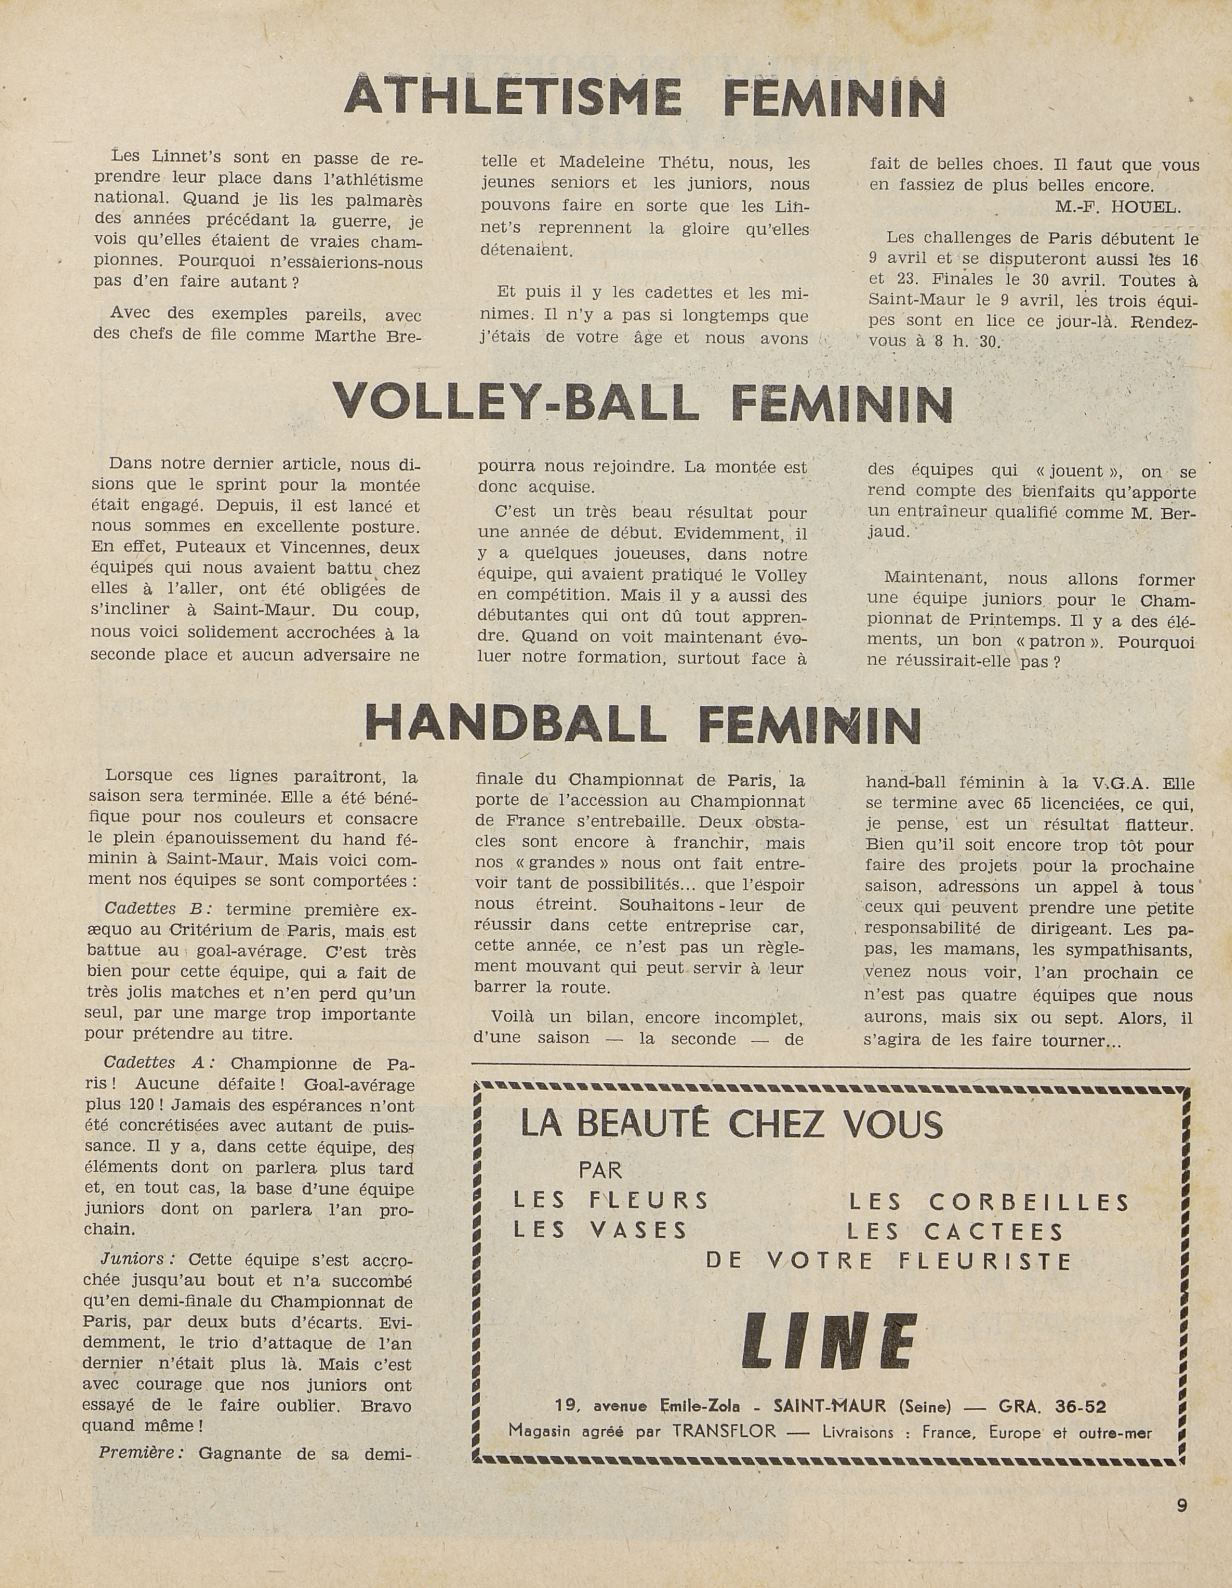 ATHLETISME FEMININ
Les Linnet's sont en passe de re-
prendre leur place dans l'athlétisme
national. Quand je lis les palmarès
des années précédant la guerre, je
vois qu'elles étaient de vraies cham-
pionnes. Pourquoi n'essaierions-nous
pas d'en faire autant ?
Avec des exemples pareils, avec
des chefs de file comme Marthe Bre-
telle et Madeleine Thétu, nous, les
jeunes seniors et les juniors, nous
pouvons faire en sorte que les Lin-
net's reprennent la gloire qu'elles
détenaient.
Et puis il y les cadettes et les mi-
nimes. Il n'y a pas si longtemps que
j'étais de votre âge et nous avons
fait de belles choes. Il faut que vous
en fassiez de plus belles encore.
M.-F. HOUEL.
Les challenges de Paris débutent le
9 avril et se disputeront aussi les 16
et 23. Finales le 30 avril. Toutes à
Saint-Maur le 9 avril, les trois équi-
pes sont en lice ce jour-là. Rendez-
vous à 8 h. 30.
VOLLEY-BALL FEMININ
Dans notre dernier article, nous di-
sions que le sprint pour la montée
était engagé. Depuis, il est lancé et
nous sommes en excellente posture.
En effet, Puteaux et Vincennes, deux
équipes qui nous avaient battu chez
elles à l'aller, ont été obligées de
s'incliner à Saint-Maur. Du coup,
nous voici solidement accrochées à la
seconde place et aucun adversaire ne
pourra nous rejoindre. La montée est
donc acquise.
C'est un très beau résultat pour
une année de début. Evidemment, il
y a quelques joueuses, dans notre
équipe, qui avaient pratiqué le Volley
en compétition. Mais il y a aussi des
débutantes qui ont dû tout appren-
dre. Quand on voit maintenant évo-
luer notre formation, surtout face à
des équipes qui « jouent », on se
rend compte des bienfaits qu'apporte
un entraîneur qualifié comme M. Ber-
jaud.
Maintenant, nous allons former
une équipe juniors pour le Cham-
pionnat de Printemps. Il y a des élé-
ments, un bon « patron ». Pourquoi
ne réussirait-elle pas ?
HANDBALL FEMININ
Lorsque ces lignes paraîtront, la
saison sera terminée. Elle a été béné-
fique pour nos couleurs et consacre
le plein épanouissement du hand fé-
minin à Saint-Maur. Mais voici com-
ment nos équipes se sont comportées :
Cadettes B : termine première ex-
æquo au Critérium de Paris, mais est
battue au goal-avérage. C'est très
bien pour cette équipe, qui a fait de
très jolis matches et n'en perd qu'un
seul, par une marge trop importante
pour prétendre au titre.
Cadettes A : Championne de Pa-
ris ! Aucune défaite ! Goal-avérage
plus 120 ! Jamais des espérances n'ont
été concrétisées avec autant de puis-
sance. Il y a, dans cette équipe, des
éléments dont on parlera plus tard
et, en tout cas, la base d'une équipe
juniors dont on parlera l'an pro-
chain.
Juniors : Cette équipe s'est accro-
chée jusqu'au bout et n'a succombé
qu'en demi-finale du Championnat de
Paris, par deux buts d'écarts. Evi-
demment, le trio d'attaque de l'an
dernier n'était plus là. Mais c'est
avec courage que nos juniors ont
essayé de le faire oublier. Bravo
quand même !
Première : Gagnante de sa demi-
finale du Championnat de Paris, la
porte de l'accession au Championnat
de France s'entrebaille. Deux obsta-
cles sont encore à franchir, mais
nos « grandes » nous ont fait entre-
voir tant de possibilités... que l'espoir
nous étreint. Souhaitons-leur de
réussir dans cette entreprise car,
cette année, ce n'est pas un règle-
ment mouvant qui peut servir à leur
barrer la route.
Voilà un bilan, encore incomplet,
d'une saison — la seconde — de
hand-ball féminin à la V.G.A. Elle
se termine avec 65 licenciées, ce qui,
je pense, est un résultat flatteur.
Bien qu'il soit encore trop tôt pour
faire des projets pour la prochaine
saison, adressons un appel à tous
ceux qui peuvent prendre une petite
responsabilité de dirigeant. Les pa-
pas, les mamans, les sympathisants,
venez nous voir, l'an prochain ce
n'est pas quatre équipes que nous
aurons, mais six ou sept. Alors, il
s'agira de les faire tourner...
LA BEAUTÉ CHEZ VOUS
PAR
LES FLEURS LES CORBEILLES
LES VASES LES CACTEES
DE VOTRE FLEURISTE
LINE
19, avenue Emile-Zola - SAINT-MAUR (Seine) — GRA. 36-52
Magasin agréé par TRANSFLOR — Livraisons : France, Europe et outre-mer
9